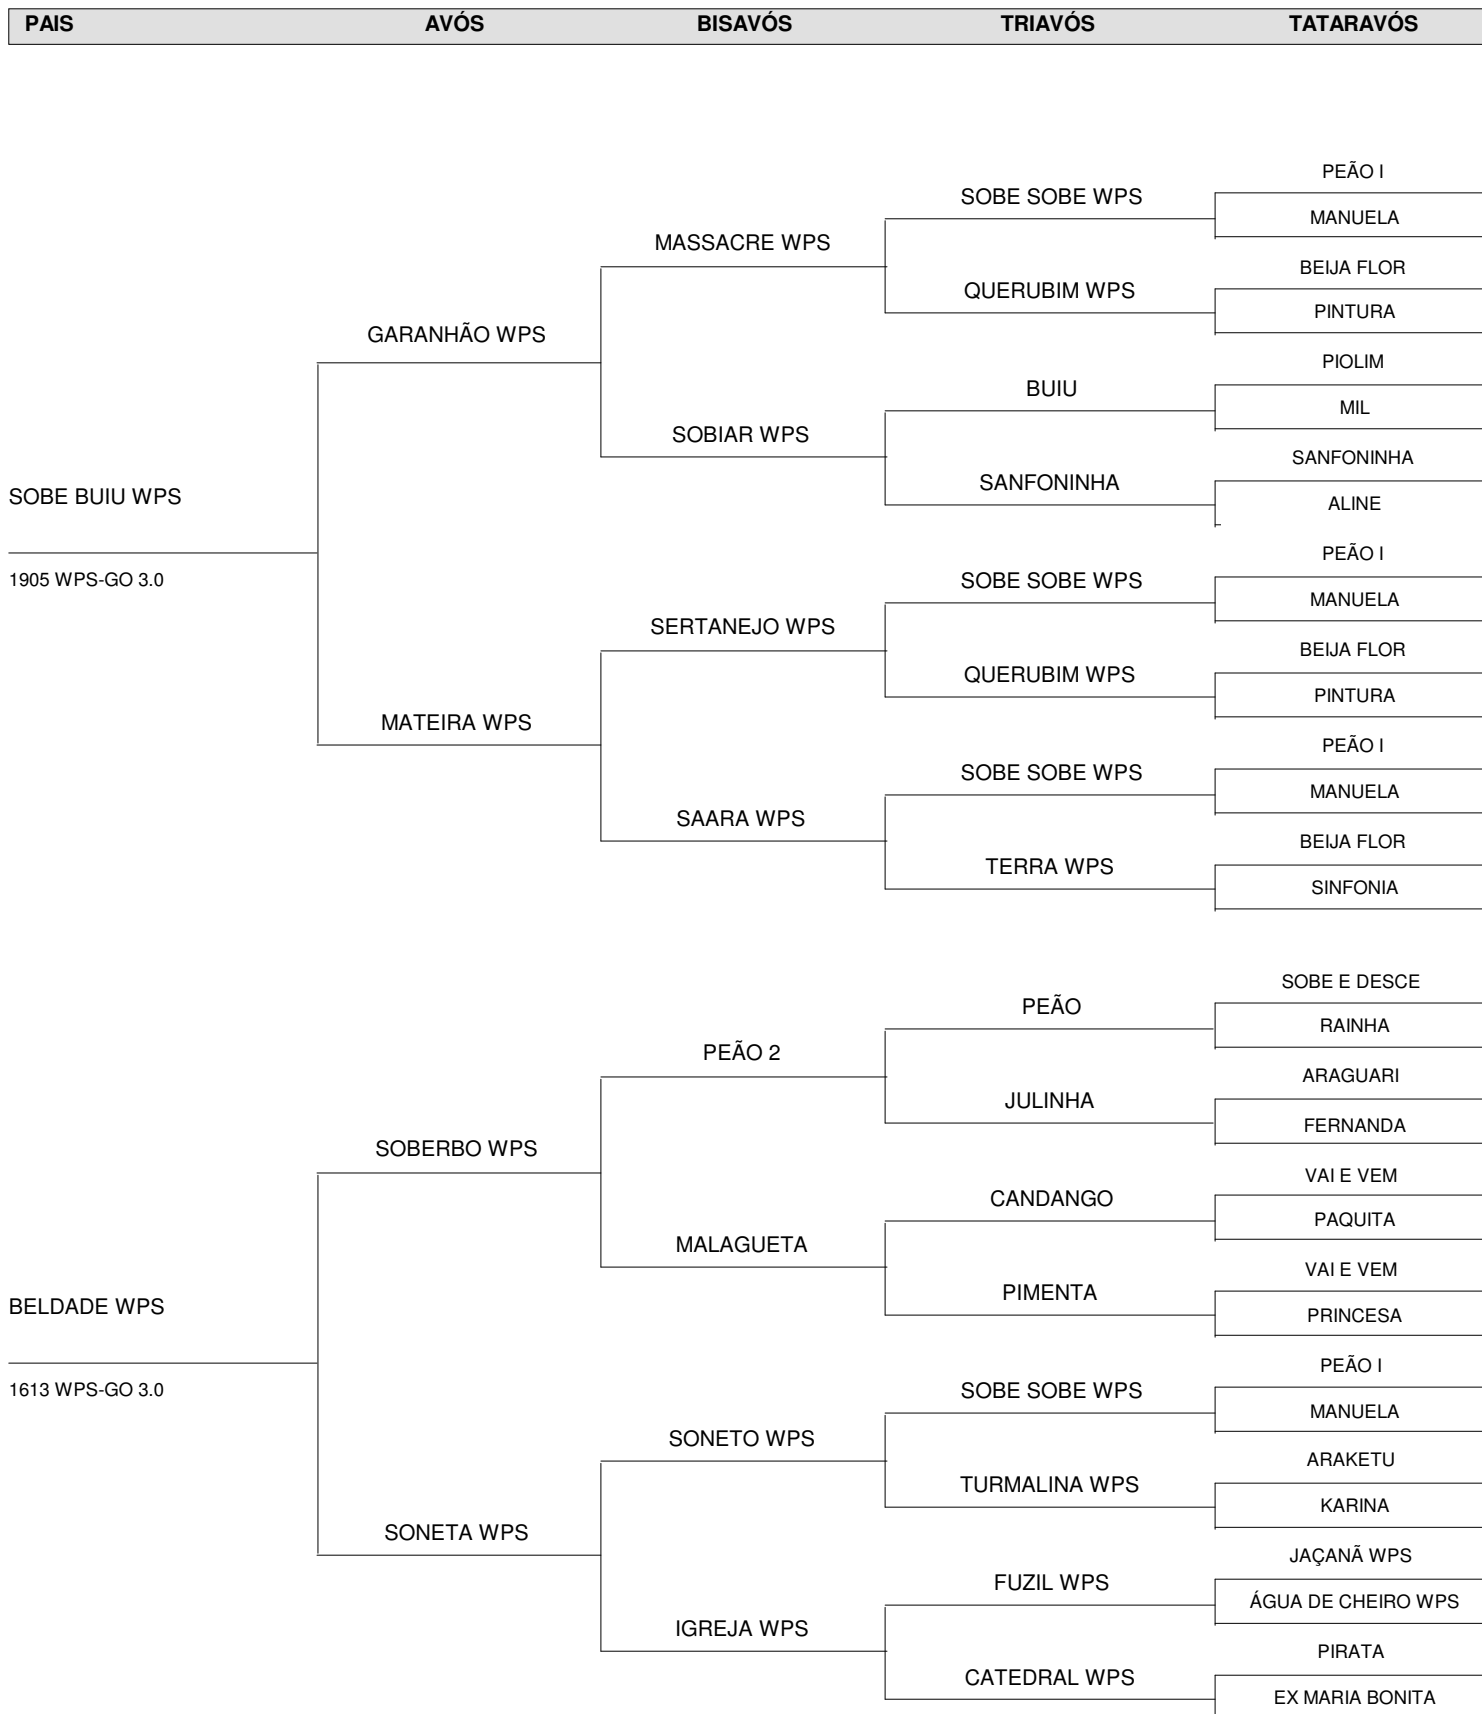 PAIS AVÓS BISAVÓS TRIAVÓS TATARAVÓS
PEÃO I
SOBE SOBE WPS
MANUELA
MASSACRE WPS
BEIJA FLOR
QUERUBIM WPS
PINTURA
GARANHÃO WPS
PIOLIM
BUIU
MIL
SOBIAR WPS
SANFONINHA
SANFONINHA
ALINE
SOBE BUIU WPS
PEÃO I
1905 WPS-GO 3.0
SOBE SOBE WPS
MANUELA
SERTANEJO WPS
BEIJA FLOR
QUERUBIM WPS
PINTURA
MATEIRA WPS
PEÃO I
SOBE SOBE WPS
MANUELA
SAARA WPS
BEIJA FLOR
TERRA WPS
SINFONIA
SOBE E DESCE
PEÃO
RAINHA
PEÃO 2
ARAGUARI
JULINHA
FERNANDA
SOBERBO WPS
VAI E VEM
CANDANGO
PAQUITA
MALAGUETA
VAI E VEM
PIMENTA
PRINCESA
BELDADE WPS
PEÃO I
1613 WPS-GO 3.0
SOBE SOBE WPS
MANUELA
SONETO WPS
ARAKETU
TURMALINA WPS
KARINA
SONETA WPS
JAÇANÃ WPS
FUZIL WPS
ÁGUA DE CHEIRO WPS
IGREJA WPS
PIRATA
CATEDRAL WPS
EX MARIA BONITA